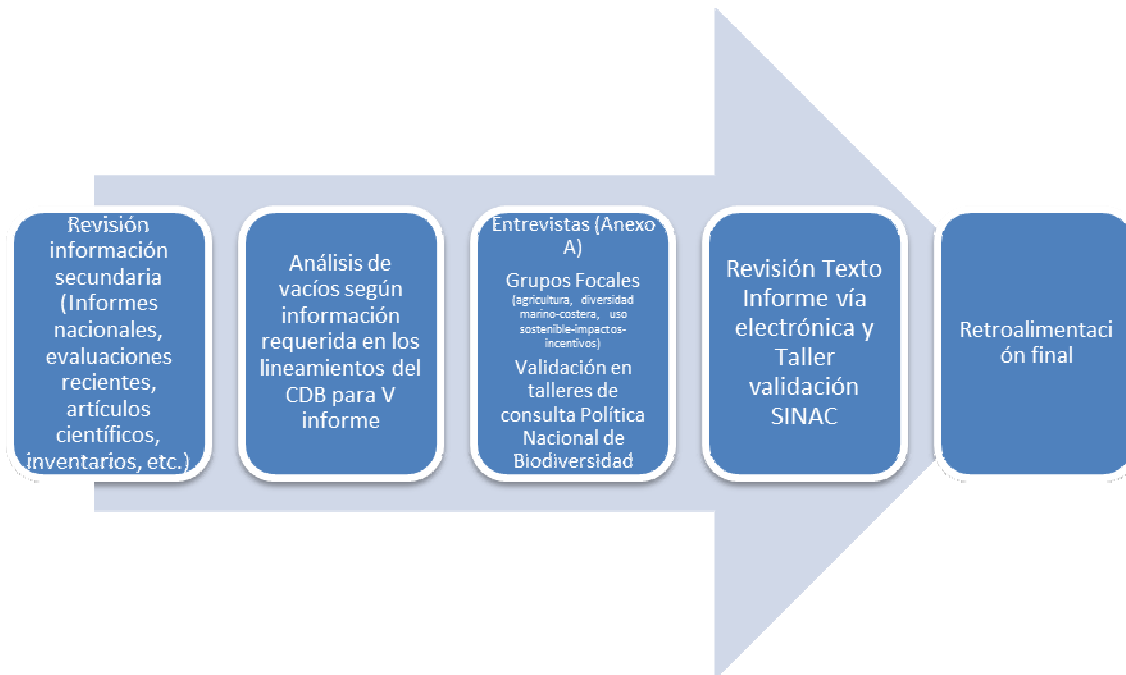 Revisión
información
secundaria
(Informes
nacionales,
evaluaciones
recientes,
artículos
científicos,
inventarios, etc.)
Análisis de
vacíos según
información
requerida en los
lineamientos del
CDB para V
informe
Entrevistas (Anexo
A)
Grupos Focales
(agricultura, diversidad
marino-costera, uso
sostenible-impactos-
incentivos)
Validación en
talleres de
consulta Política
Nacional de
Biodiversidad
Revisión Texto
Informe vía
electrónica y
Taller
validación
SINAC
Retroalimentaci
ón final